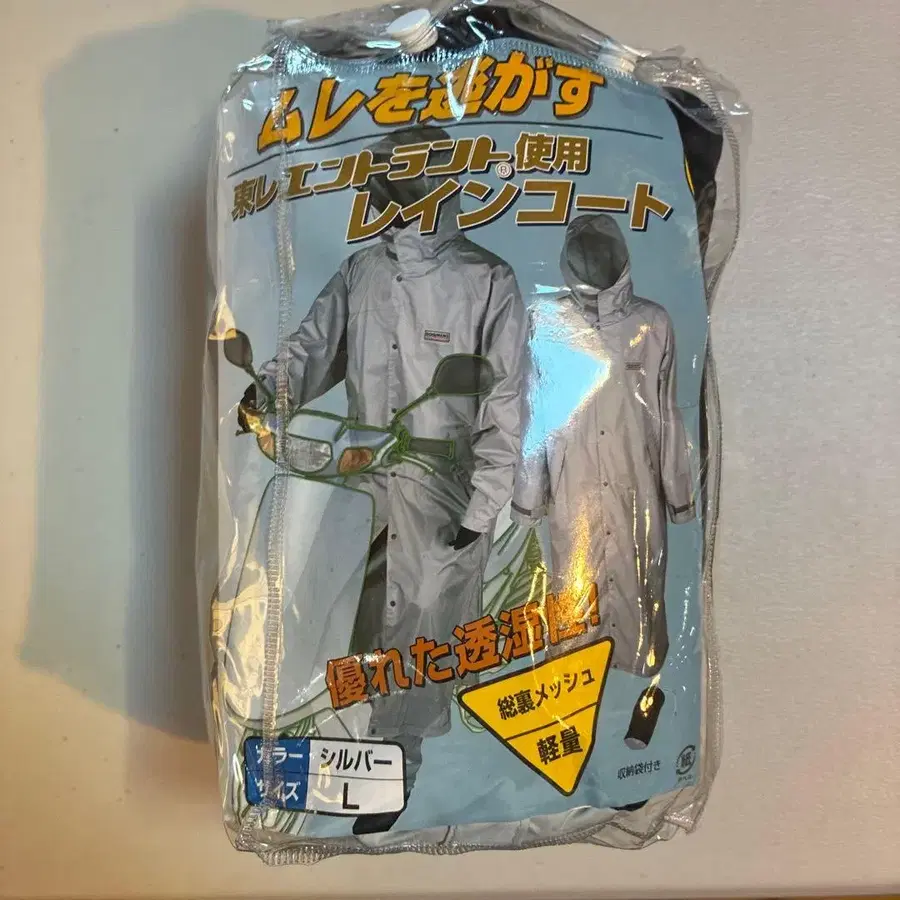 ムレを逃がす
東レエントラント®使用
レインコート
優れた透湿性!
総裏メッシュ
軽量
収納袋付き
紙
カラー シルバー
サイズ L